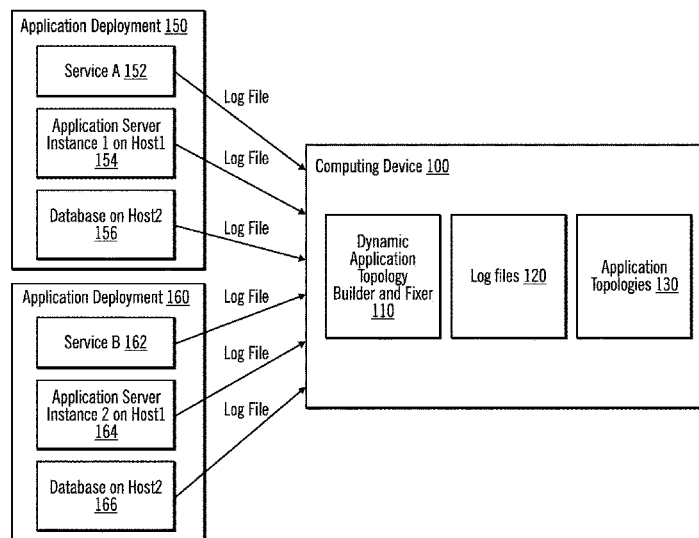 Application Deployment 150
Service A 152
Application Server
Instance 1 on Host1
154
Database on Host2
156
Application Deployment 160
Service B 162
Application Server
Instance 2 on Host1
164
Database on Host2
166
Log File
Log File
Log File
Log File
Log File
Log File
Computing Device 100
Dynamic
Application
Topology
Builder and Fixer
110
Log files 120
Application
Topologies 130